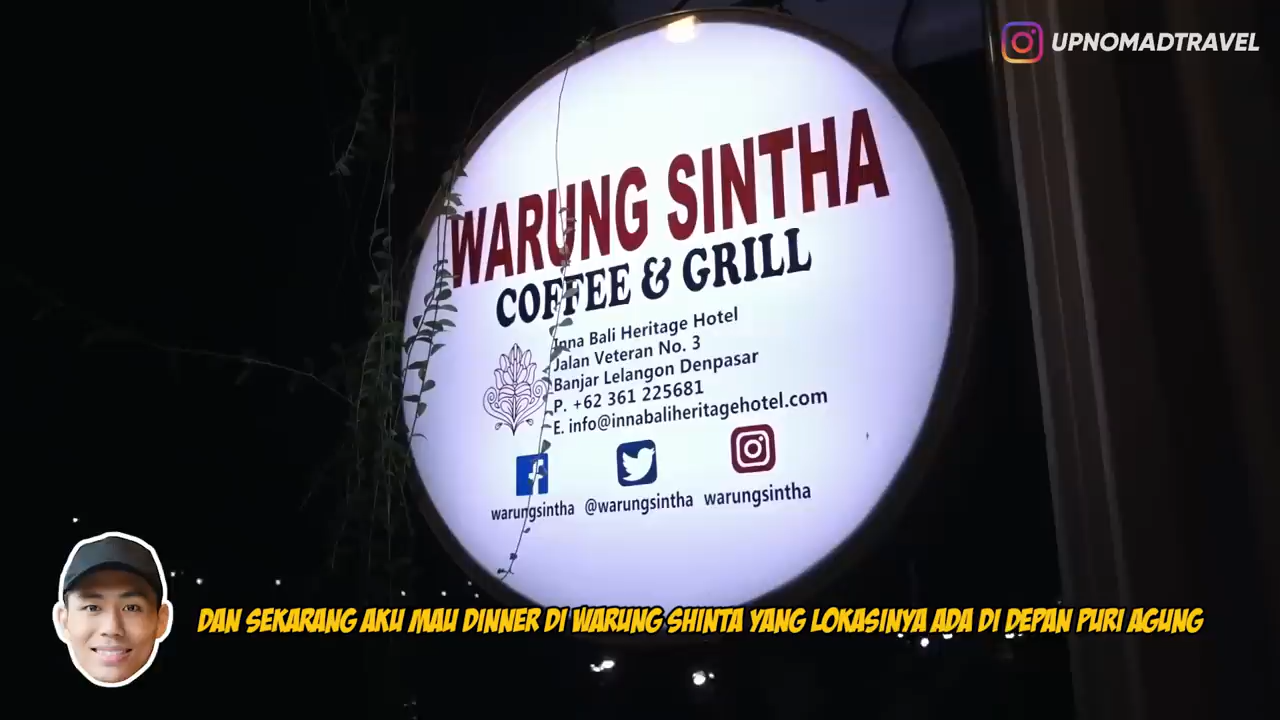 UPNOMADTRAVEL
WARUNG SINTHA
COFFEE & GRILL
Inna Bali Heritage Hotel
Jalan Veteran No. 3
Banjar Lelangon Denpasar
P. +62 361 225681
E. info@innabaliheritagehotel.com
warungsintha @warungsintha warungsintha
DAN SEKARANG AKU MAU DINNER DI WARUNG SHINTA YANG LOKASINYA ADA DI DEPAN PURI AGUNG